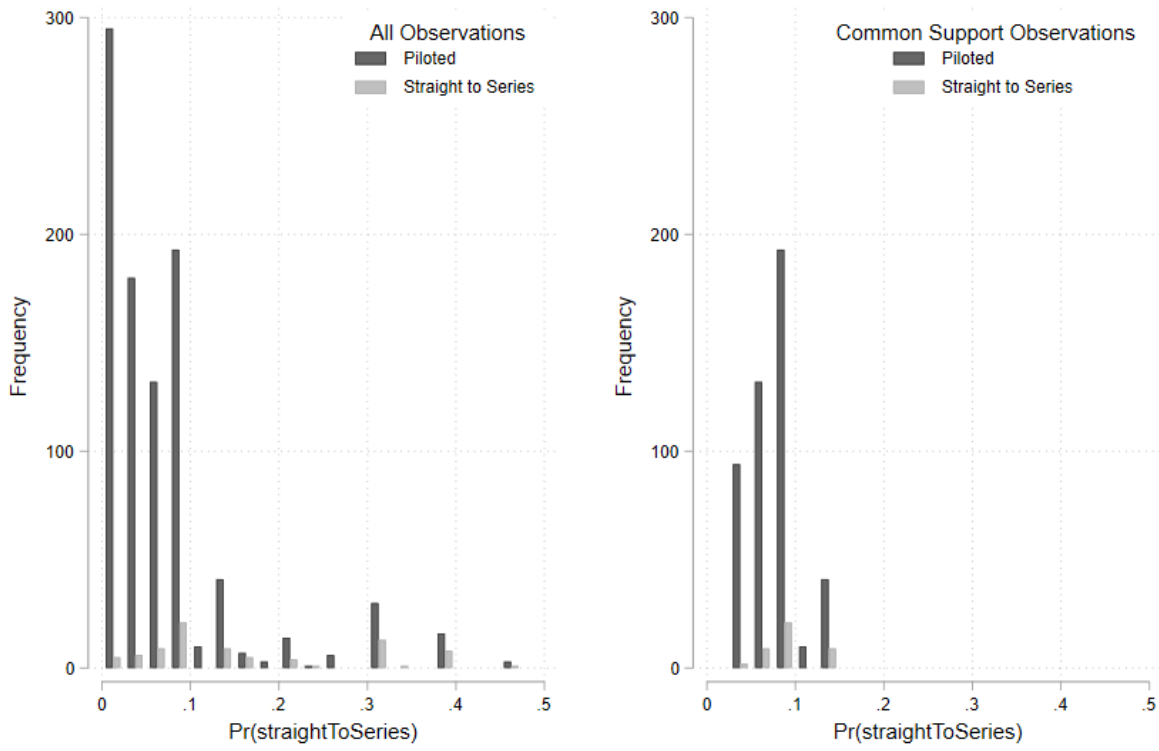 All Observations
Piloted
Straight to Series
300
200
100
0
Frequency
0 .1 .2 .3 .4 .5
Pr(straightToSeries)
Common Support Observations
Piloted
Straight to Series
300
200
100
0
Frequency
0 .1 .2 .3 .4 .5
Pr(straightToSeries)